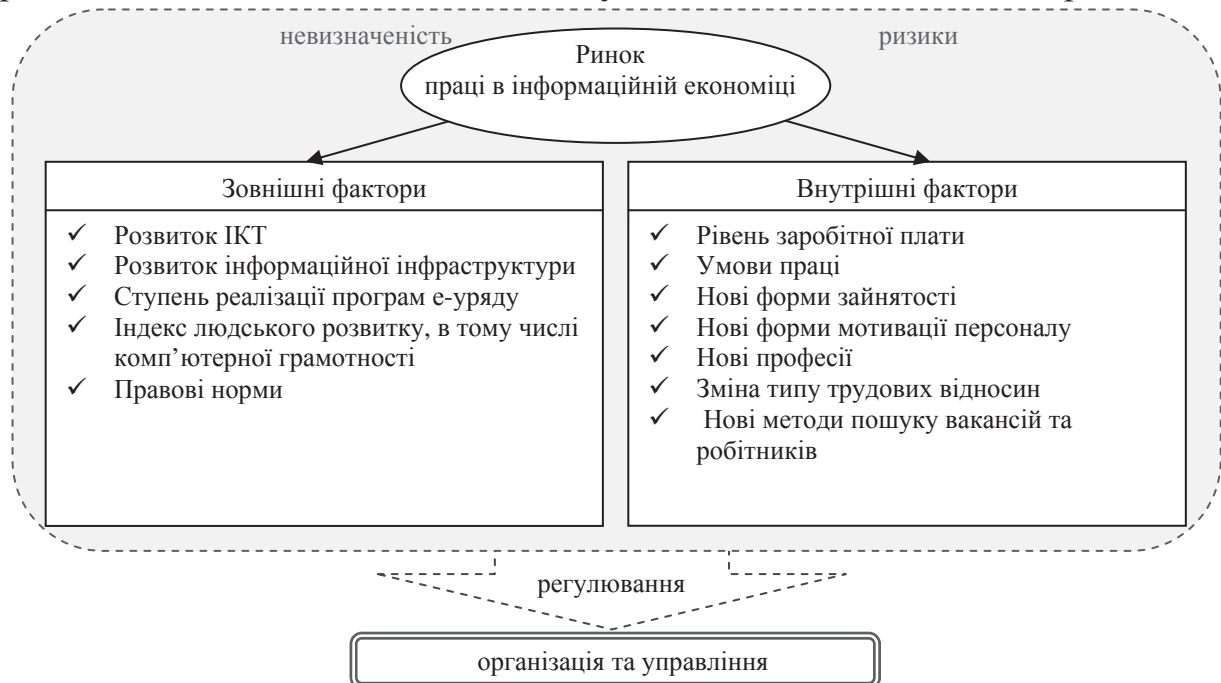 невизначеність
ризики
Ринок
праці в інформаційній економіці
Зовнішні фактори
✓ Розвиток ІКТ
✓ Розвиток інформаційної інфраструктури
✓ Ступень реалізації програм е-уряду
✓ Індекс людського розвитку, в тому числі
комп’ютерної грамотності
✓ Правові норми
Внутрішні фактори
✓ Рівень заробітної плати
✓ Умови праці
✓ Нові форми зайнятості
✓ Нові форми мотивації персоналу
✓ Нові професії
✓ Зміна типу трудових відносин
✓ Нові методи пошуку вакансій та
робітників
регулювання
організація та управління